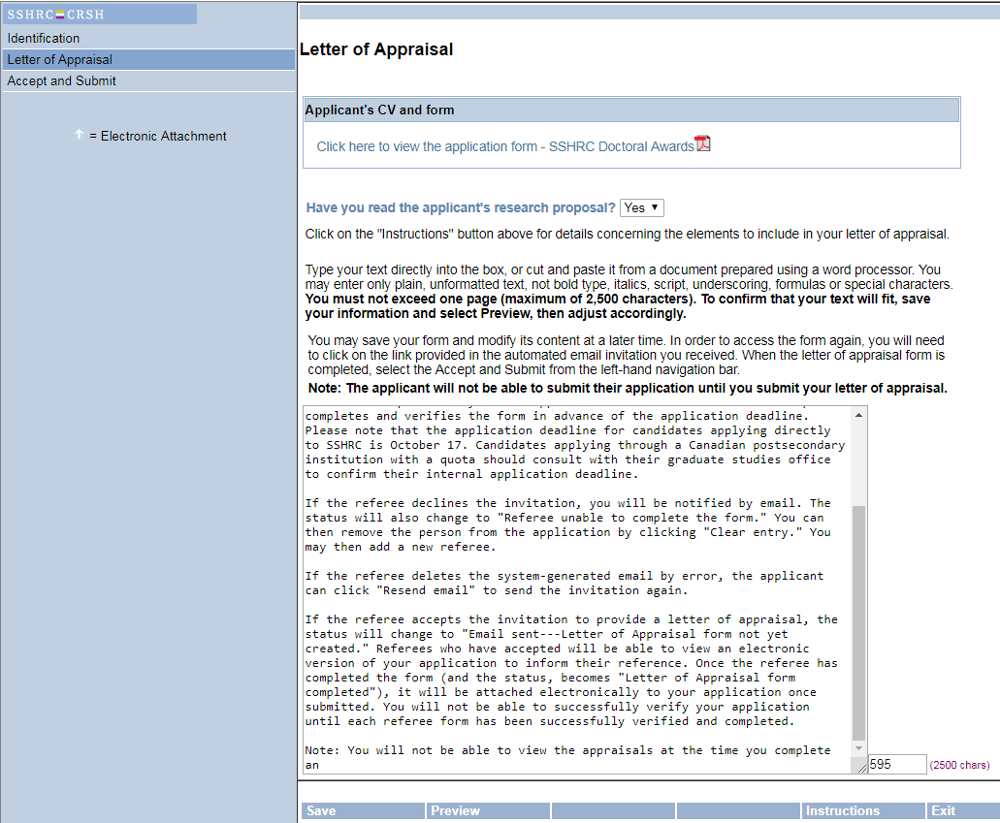 SSHRC CRSH
Identification
Letter of Appraisal
Accept and Submit
= Electronic Attachment
Letter of Appraisal
Applicant's CV and form
Click here to view the application form - SSHRC Doctoral Awards
Have you read the applicant's research proposal? Yes
Click on the "Instructions" button above for details concerning the elements to include in your letter of appraisal.
Type your text directly into the box, or cut and paste it from a document prepared using a word processor. You
may enter only plain, unformatted text, not bold type, italics, script, underscoring, formulas or special characters.
You must not exceed one page (maximum of 2,500 characters). To confirm that your text will fit, save
your information and select Preview, then adjust accordingly.
You may save your form and modify its content at a later time. In order to access the form again, you will need
to click on the link provided in the automated email invitation you received. When the letter of appraisal form is
completed, select the Accept and Submit from the left-hand navigation bar.
Note: The applicant will not be able to submit their application until you submit your letter of appraisal.
completes and verifies the form in advance of the application deadline.
Please note that the application deadline for candidates applying directly
to SSHRC is October 17. Candidates applying through a Canadian postsecondary
institution with a quota should consult with their graduate studies office
to confirm their internal application deadline.
If the referee declines the invitation, you will be notified by email. The
status will also change to "Referee unable to complete the form." You can
then remove the person from the application by clicking "Clear entry." You
may then add a new referee.
If the referee deletes the system-generated email by error, the applicant
can click "Resend email" to send the invitation again.
If the referee accepts the invitation to provide a letter of appraisal, the
status will change to "Email sent---Letter of Appraisal form not yet
created." Referees who have accepted will be able to view an electronic
version of your application to inform their reference. Once the referee has
completed the form (and the status, becomes "Letter of Appraisal form
completed"), it will be attached electronically to your application once
submitted. You will not be able to successfully verify your application
until each referee form has been successfully verified and completed.
Note: You will not be able to view the appraisals at the time you complete
an
595 (2500 chars)
Save Preview Instructions Exit